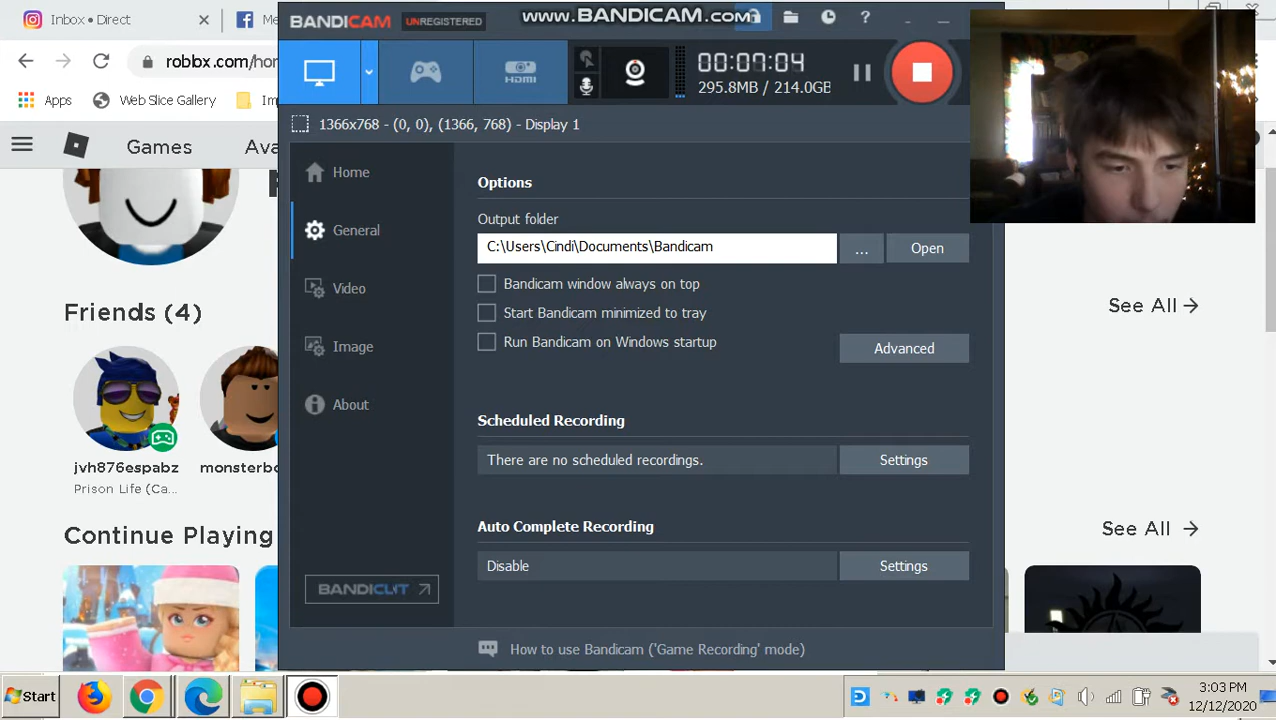 Inbox • Direct
Me
BANDICAM
UNREGISTERED
www.BANDICAM.com
robbx.com/hor
Apps
Web Slice Gallery
Im
00:07:04
295.8MB / 214.0GB
HDMI
1366x768 - (0, 0), (1366, 768) - Display 1
Games
Ava
Home
General
Video
Image
About
Options
Output folder
C:\Users\Cindi\Documents\Bandicam
...
Open
Bandicam window always on top
Start Bandicam minimized to tray
Run Bandicam on Windows startup
Advanced
Scheduled Recording
There are no scheduled recordings.
Settings
Auto Complete Recording
Disable
Settings
BANDICUT
How to use Bandicam ('Game Recording' mode)
Friends (4)
See All
jvh876espabz
Prison Life (Ca...
monsterbo
Continue Playing
See All
Start
3:03 PM
12/12/2020